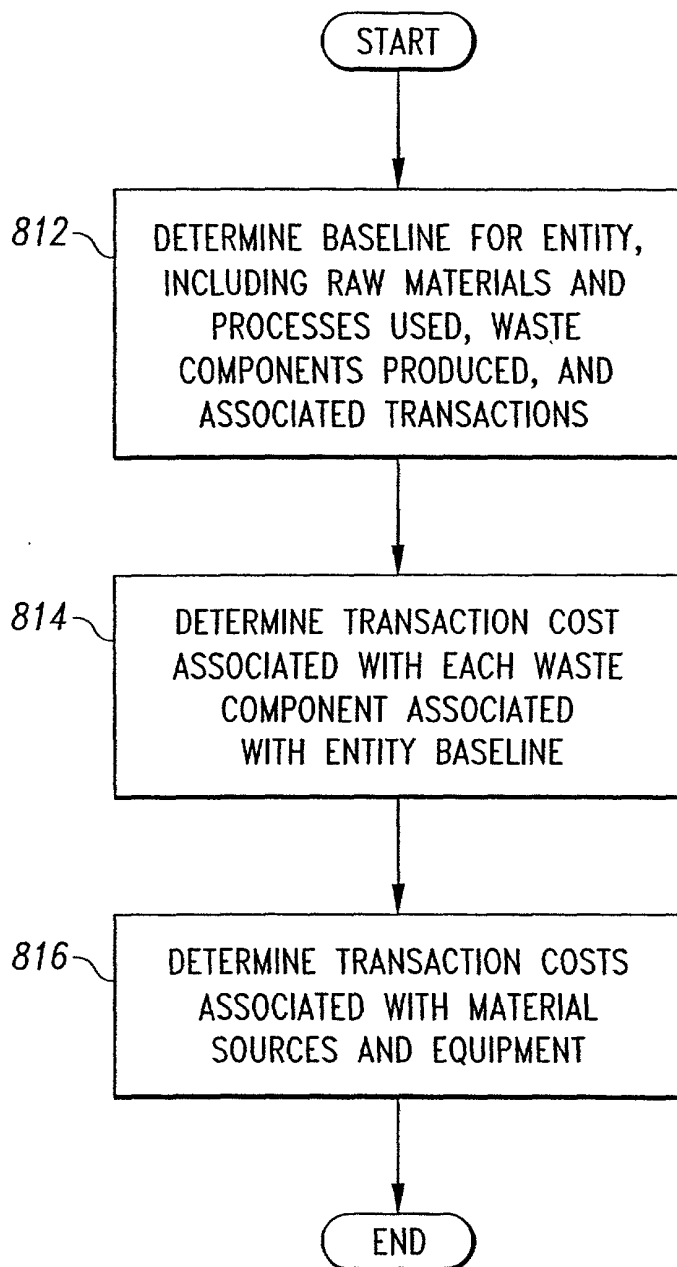 START
812
DETERMINE BASELINE FOR ENTITY,
INCLUDING RAW MATERIALS AND
PROCESSES USED, WASTE
COMPONENTS PRODUCED, AND
ASSOCIATED TRANSACTIONS
814
DETERMINE TRANSACTION COST
ASSOCIATED WITH EACH WASTE
COMPONENT ASSOCIATED
WITH ENTITY BASELINE
816
DETERMINE TRANSACTION COSTS
ASSOCIATED WITH MATERIAL
SOURCES AND EQUIPMENT
END